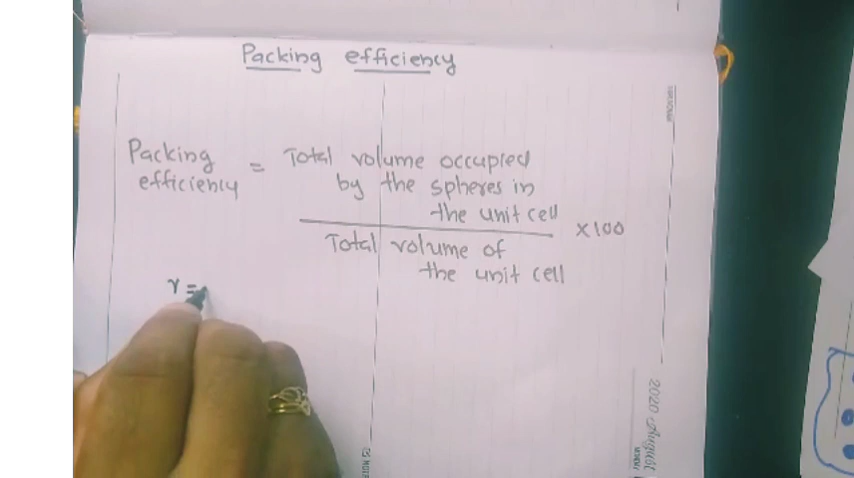 Packing efficiency
Packing
efficiency = Total volume occupied
by the spheres in
the unit cell
x100
Total volume of
the unit cell
r =
2020 August